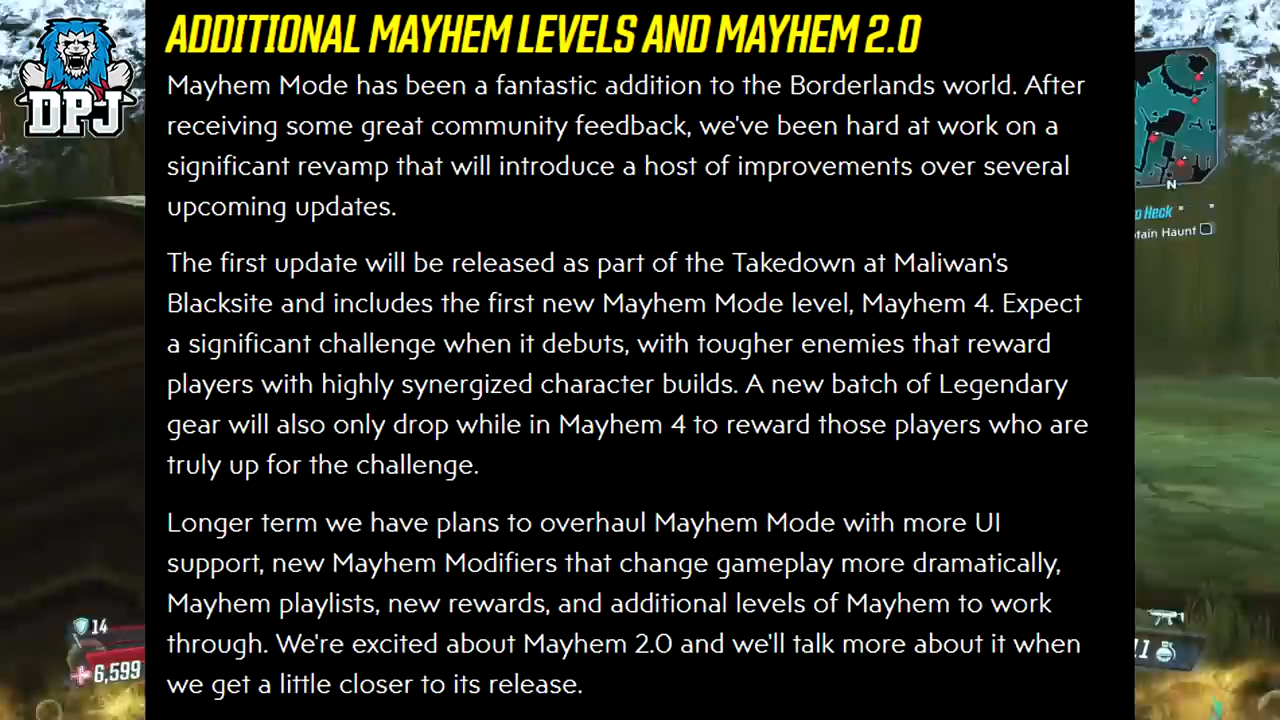 ADDITIONAL MAYHEM LEVELS AND MAYHEM 2.0
Mayhem Mode has been a fantastic addition to the Borderlands world. After
receiving some great community feedback, we've been hard at work on a
significant revamp that will introduce a host of improvements over several
upcoming updates.
The first update will be released as part of the Takedown at Maliwan's
Blacksite and includes the first new Mayhem Mode level, Mayhem 4. Expect
a significant challenge when it debuts, with tougher enemies that reward
players with highly synergized character builds. A new batch of Legendary
gear will also only drop while in Mayhem 4 to reward those players who are
truly up for the challenge.
Longer term we have plans to overhaul Mayhem Mode with more UI
support, new Mayhem Modifiers that change gameplay more dramatically,
Mayhem playlists, new rewards, and additional levels of Mayhem to work
through. We're excited about Mayhem 2.0 and we'll talk more about it when
we get a little closer to its release.
DPJ
N
Heck
Haunt
14
6,599